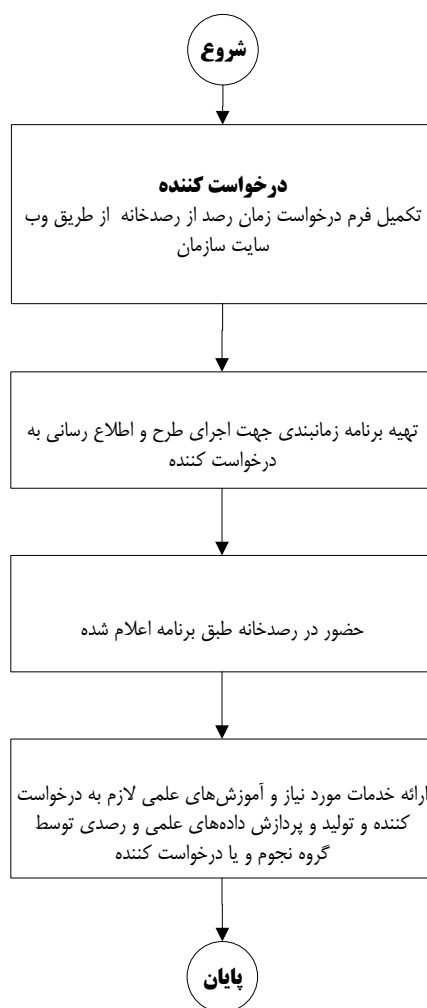 شروع
درخواست کننده
تکمیل فرم درخواست زمان رصد از رصدخانه از طریق وب
سایت سازمان
تهیه برنامه زمانبندی جهت اجرای طرح و اطلاع رسانی به
درخواست کننده
حضور در رصدخانه طبق برنامه اعلام شده
ارائه خدمات مورد نیاز و آموزش‌های علمی لازم به درخواست
کننده و تولید و پردازش داده‌های علمی و رصدی توسط
گروه نجوم و یا درخواست کننده
پایان